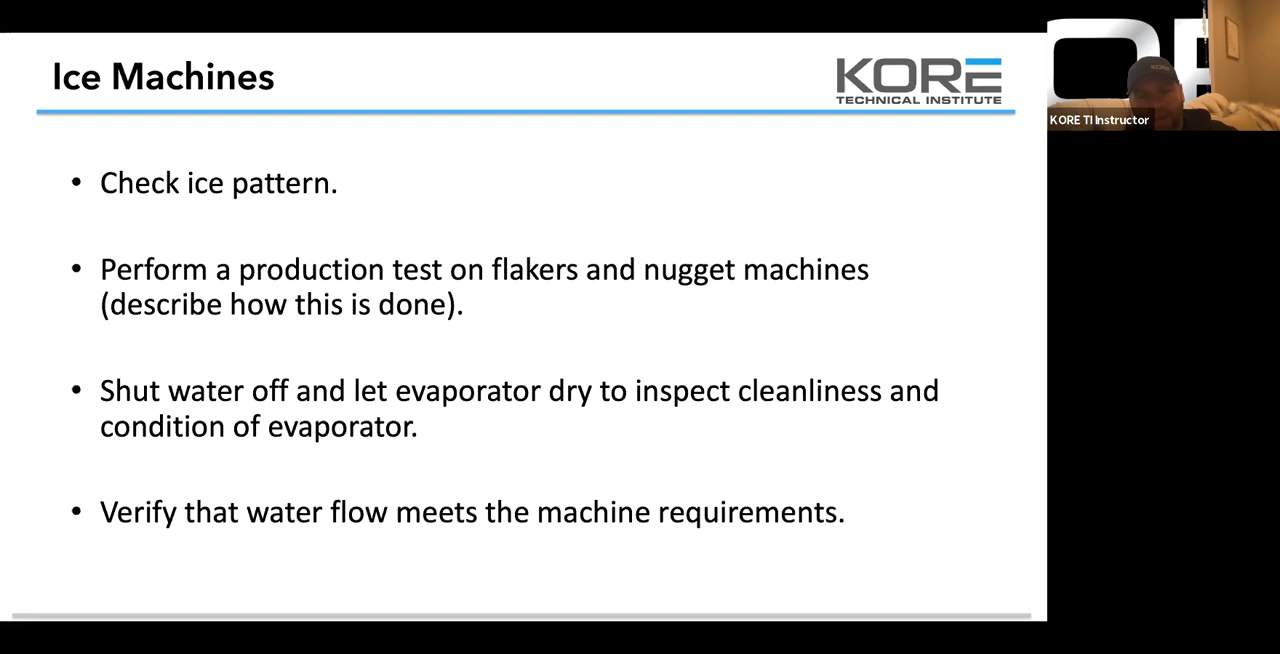 Ice Machines
KORE
TECHNICAL INSTITUTE
KORE TI Instructor
• Check ice pattern.
• Perform a production test on flakers and nugget machines
(describe how this is done).
• Shut water off and let evaporator dry to inspect cleanliness and
condition of evaporator.
• Verify that water flow meets the machine requirements.